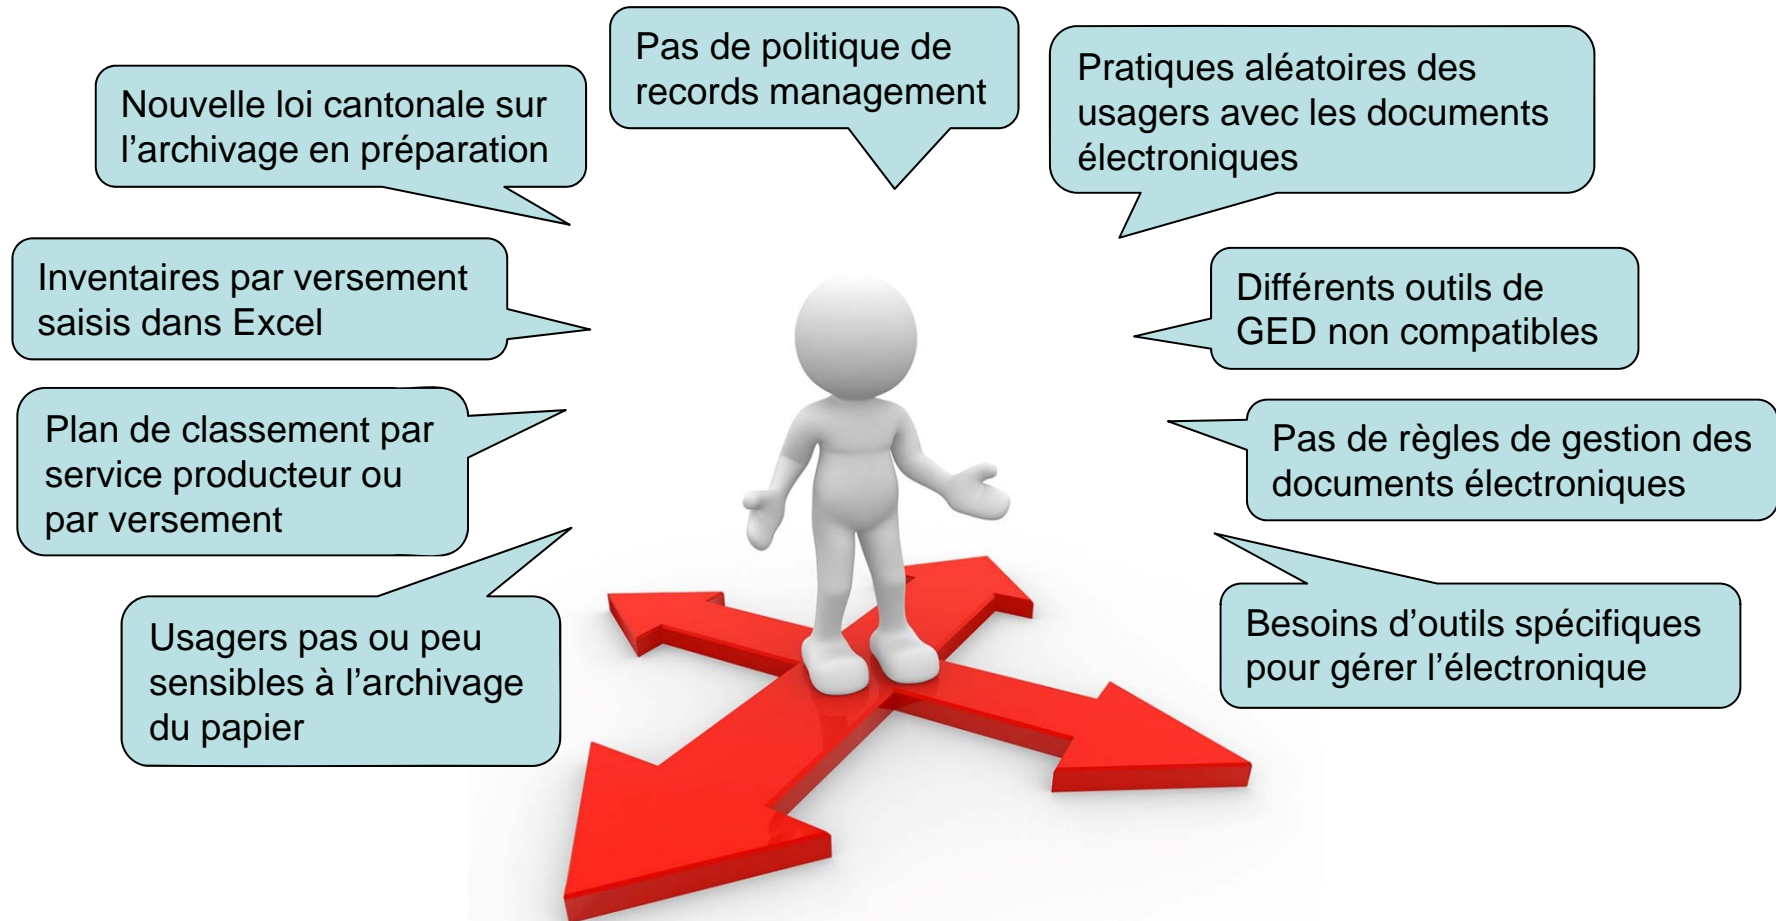 Pas de politique de
records management
Nouvelle loi cantonale sur
l’archivage en préparation
Pratiques aléatoires des
usagers avec les documents
électroniques
Inventaires par versement
saisis dans Excel
Différents outils de
GED non compatibles
Plan de classement par
service producteur ou
par versement
Pas de règles de gestion des
documents électroniques
Usagers pas ou peu
sensibles à l’archivage
du papier
Besoins d’outils spécifiques
pour gérer l’électronique